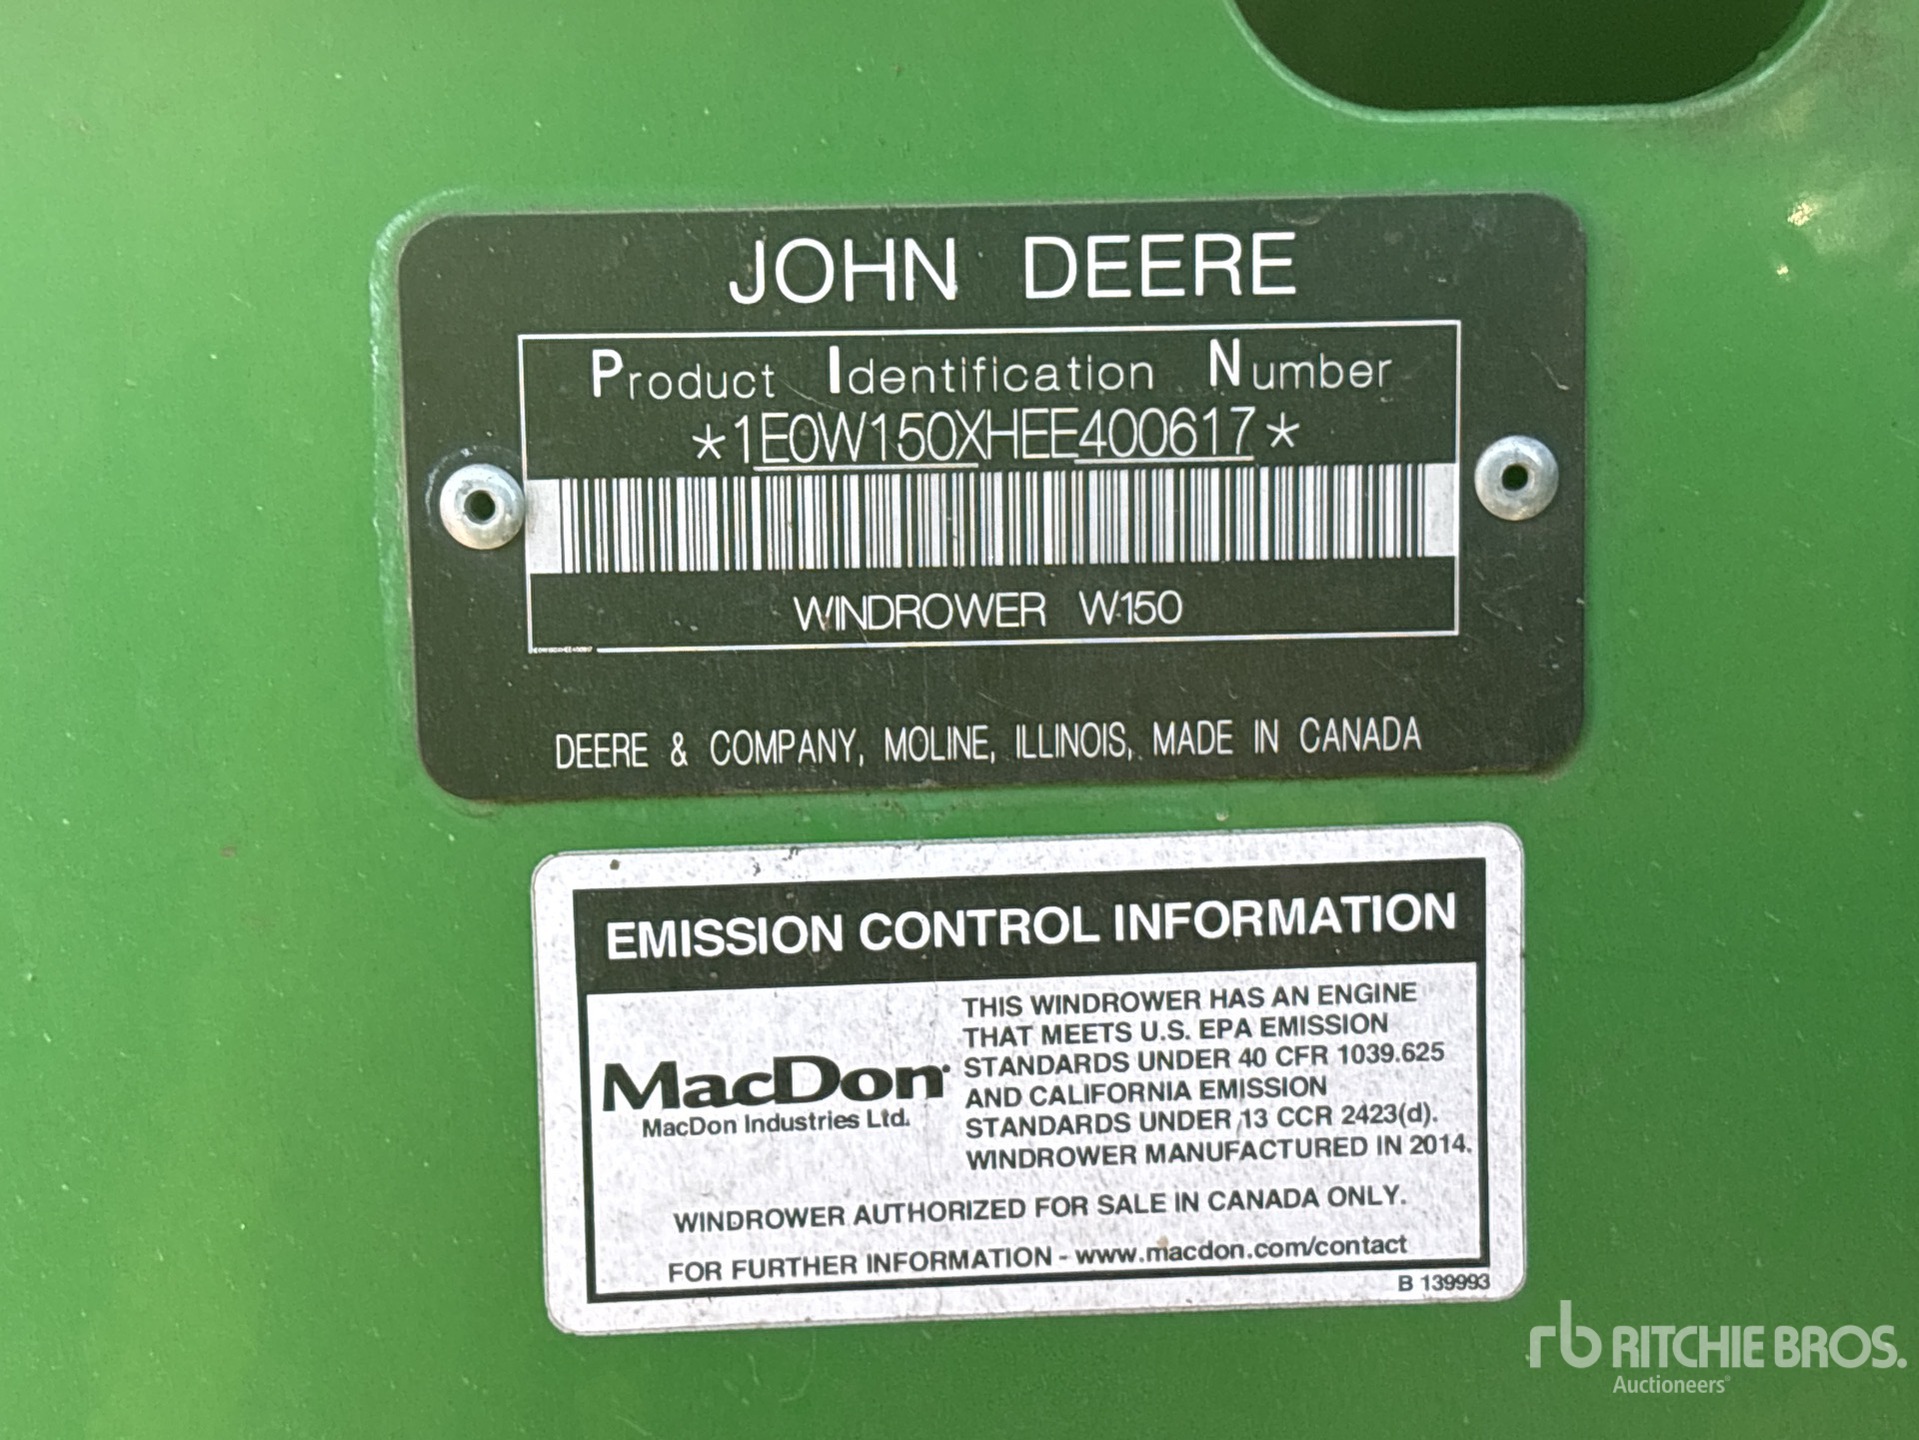 JOHN DEERE
Product Identification Number
*1E0W150XHEE400617*
WINDROWER W150
DEERE & COMPANY, MOLINE, ILLINOIS, MADE IN CANADA
EMISSION CONTROL INFORMATION
MacDon
MacDon Industries Ltd.
THIS WINDROWER HAS AN ENGINE
THAT MEETS U.S. EPA EMISSION
STANDARDS UNDER 40 CFR 1039.625
AND CALIFORNIA EMISSION
STANDARDS UNDER 13 CCR 2423(d).
WINDROWER MANUFACTURED IN 2014.
WINDROWER AUTHORIZED FOR SALE IN CANADA ONLY.
FOR FURTHER INFORMATION - www.macdon.com/contact
B 139993
rb RITCHIE BROS.
Auctioneers